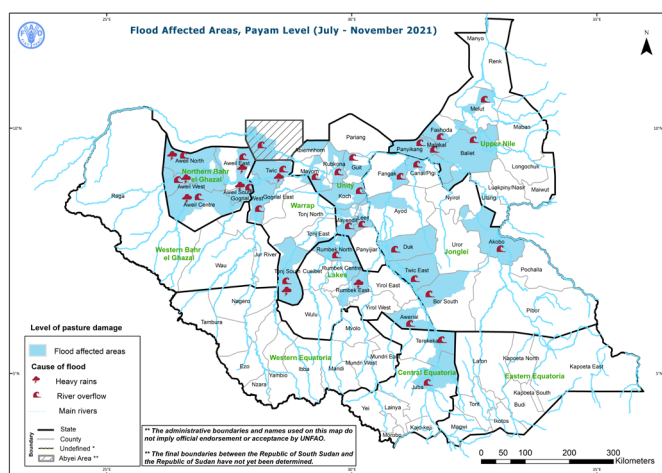 Flood Affected Areas, Payam Level (July - November 2021)
Manyo
Renk
Melut
Maban
Fashoda
Malakal
Panyikang
Baliet
Upper Nile
Longochuk
Luakpiny/Nasir
Maiwut
Ulang
Pariang
Abiemnhom
Rubkona
Guit
Mayom
Unity
Koch
Mayendit
Leer
Panyijiar
Fangak
Canal/Pigi
Nyirol
Ayod
Aweil North
Aweil East
Northern Bahr
el Ghazal
Aweil West
Aweil South
Aweil Centre
Twic
Gogrial East
Gogrial West
Warrap
Tonj North
Tonj East
Tonj South
Raga
Western Bahr
el Ghazal
Jur River
Wau
Cueibet
Rumbek North
Rumbek Centre
Lakes
Rumbek East
Yirol East
Yirol West
Wulu
Awerial
Duk
Uror
Jonglei
Akobo
Twic East
Bor South
Pochalla
Pibor
Nagero
Tambura
Ezo
Nzara
Yambio
Western Equatoria
Ibba
Maridi
Mvolo
Mundri East
Mundri West
Terekeka
Central Equatoria
Juba
Yei
Lainya
Morobo
Kajo-keji
Lafon
Kapoeta North
Kapoeta East
Eastern Equatoria
Kapoeta South
Budi
Torit
Ikotos
Magwi
25°E
30°E
35°E
10°N
10°N
5°N
5°N
N
Level of pasture damage
Flood affected areas
Cause of flood
Heavy rains
River overflow
Main rivers
Boundary
State
County
Undefined *
Abyei Area **
** The administrative boundaries and names used on this map do
not imply official endorsement or acceptance by UNFAO.
** The final boundaries between the Republic of South Sudan and
the Republic of Sudan have not yet been determined.
0 50 100 200 300
Kilometers